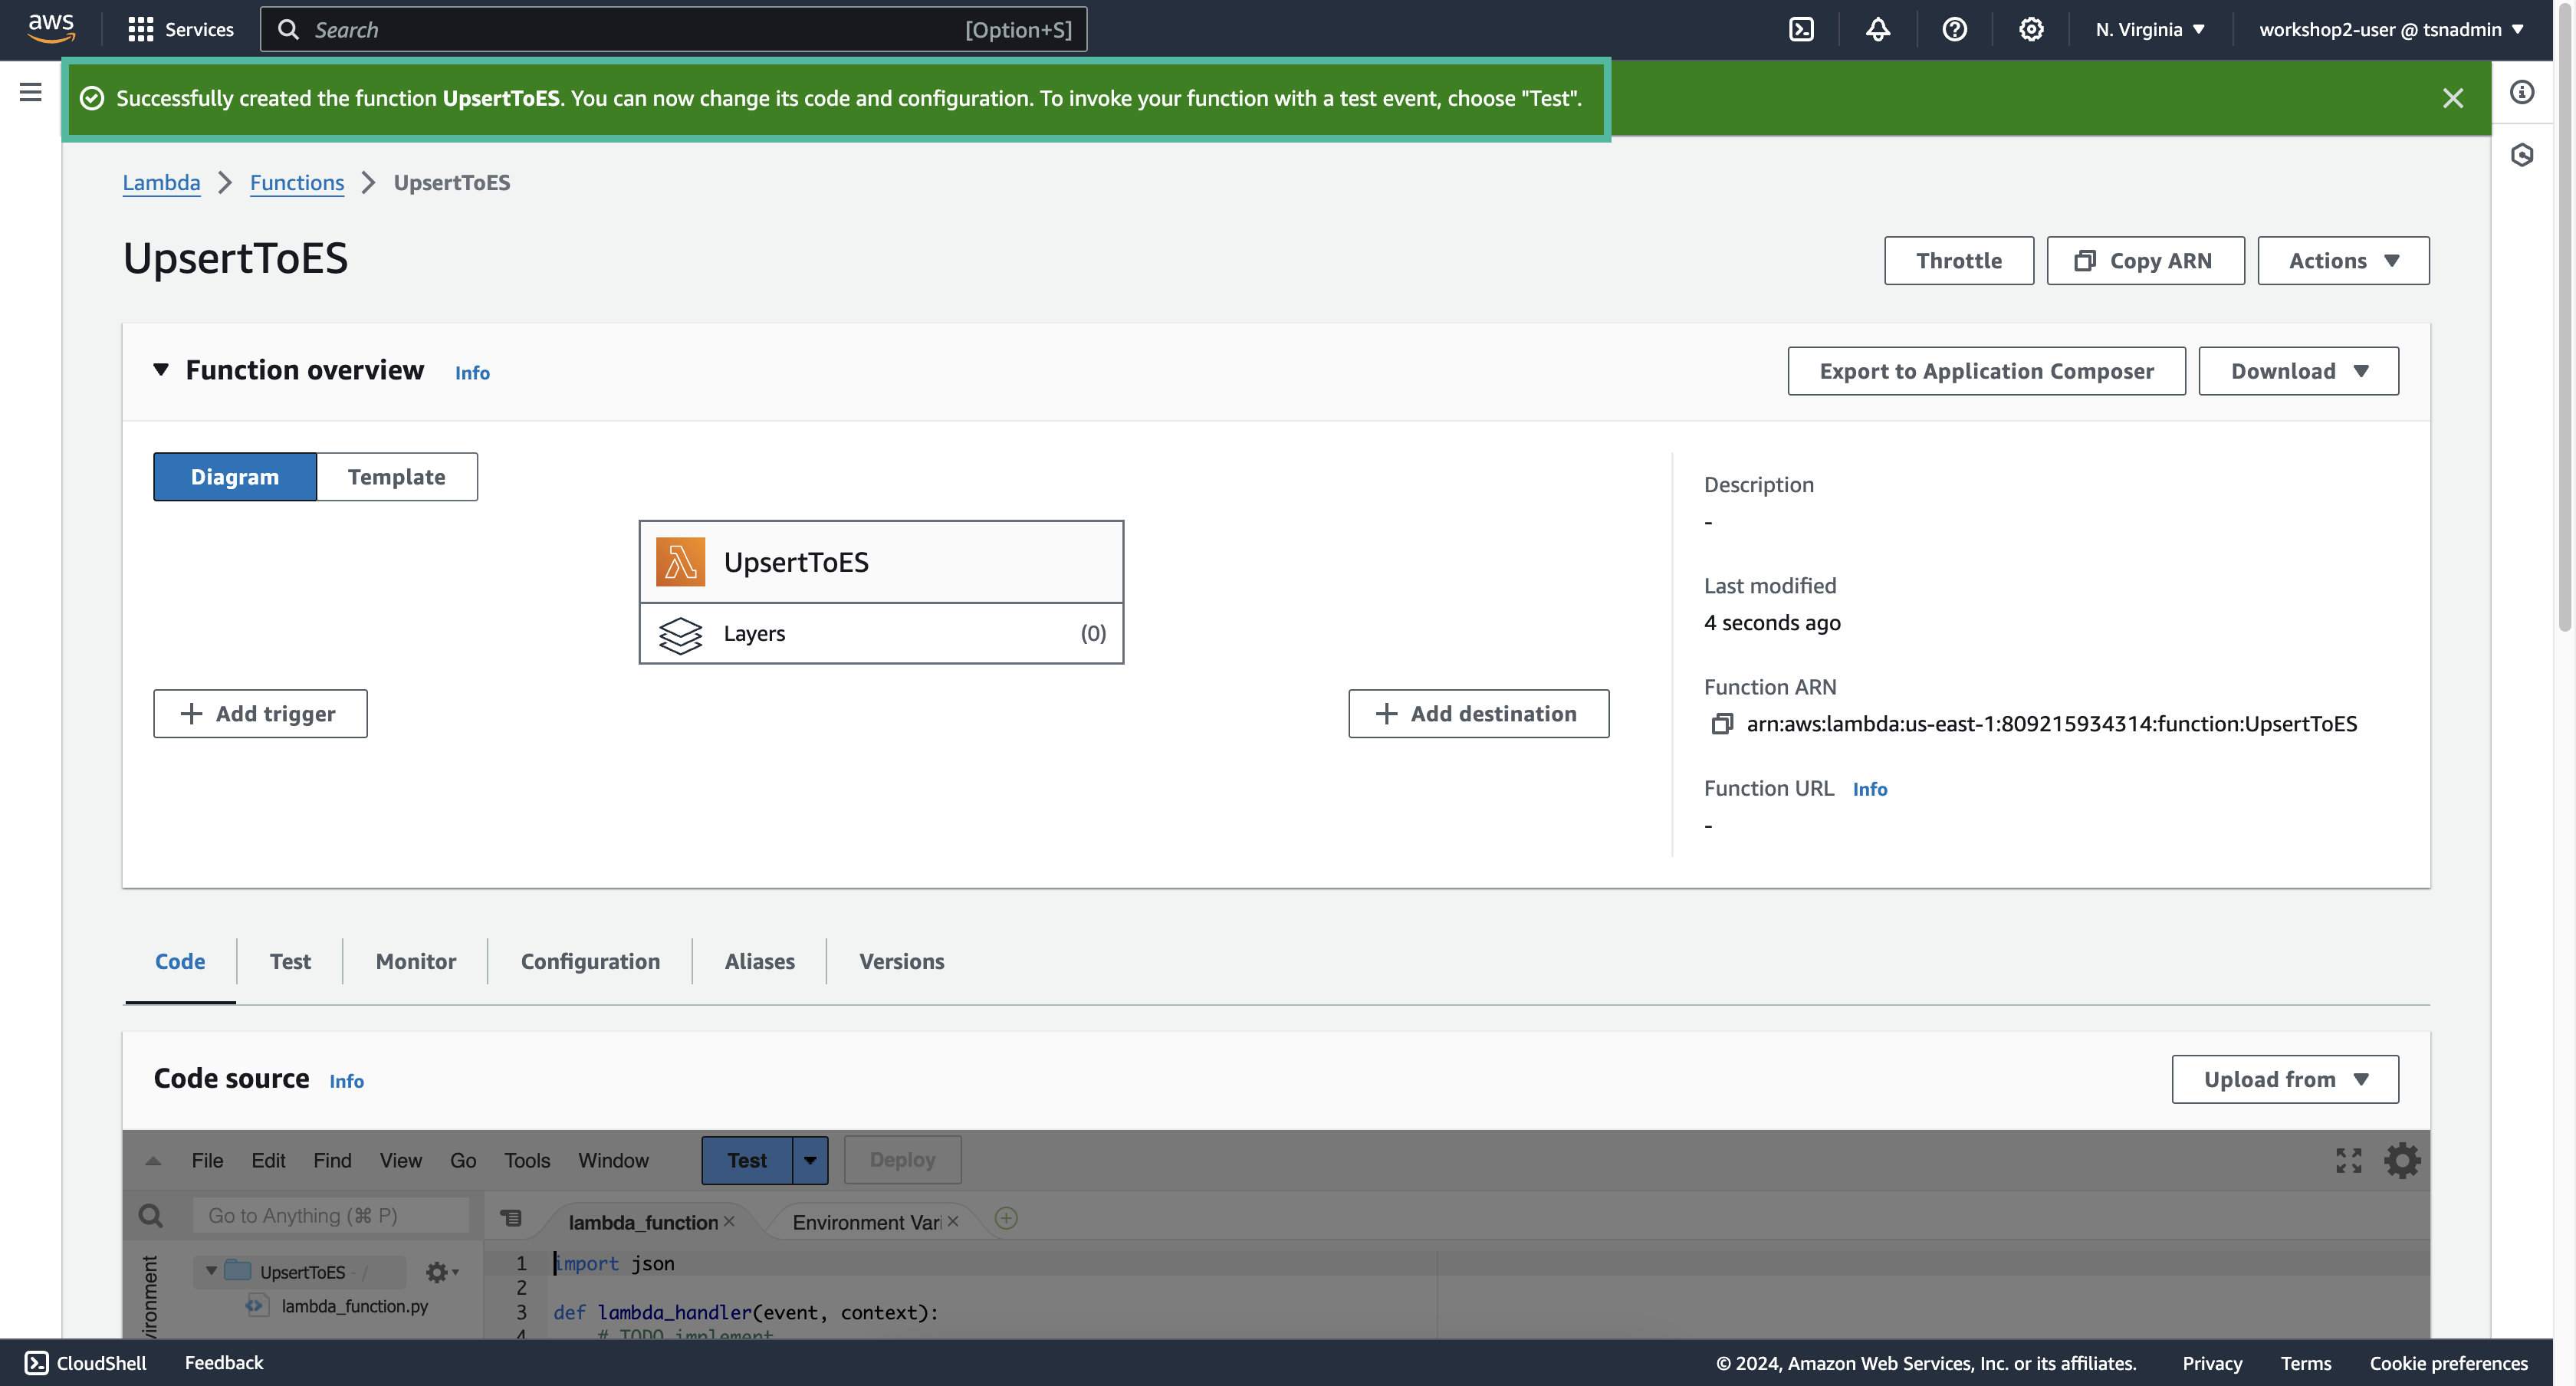 aws
Services
Search
[Option+S]
N. Virginia
workshop2-user @ tsnadmin
Successfully created the function UpsertToES. You can now change its code and configuration. To invoke your function with a test event, choose "Test".
Lambda
Functions
UpsertToES
UpsertToES
Throttle
Copy ARN
Actions
Function overview
Info
Export to Application Composer
Download
Diagram
Template
UpsertToES
Layers
(0)
Add trigger
Add destination
Description
-
Last modified
4 seconds ago
Function ARN
arn:aws:lambda:us-east-1:809215934314:function:UpsertToES
Function URL
Info
-
Code
Test
Monitor
Configuration
Aliases
Versions
Code source
Info
Upload from
File
Edit
Find
View
Go
Tools
Window
Test
Deploy
Go to Anything (⌘ P)
lambda_function
Environment Vari
UpsertToES - /
lambda_function.py
1 import json
2
3 def lambda_handler(event, context):
4 # TODO implement
CloudShell
Feedback
© 2024, Amazon Web Services, Inc. or its affiliates.
Privacy
Terms
Cookie preferences